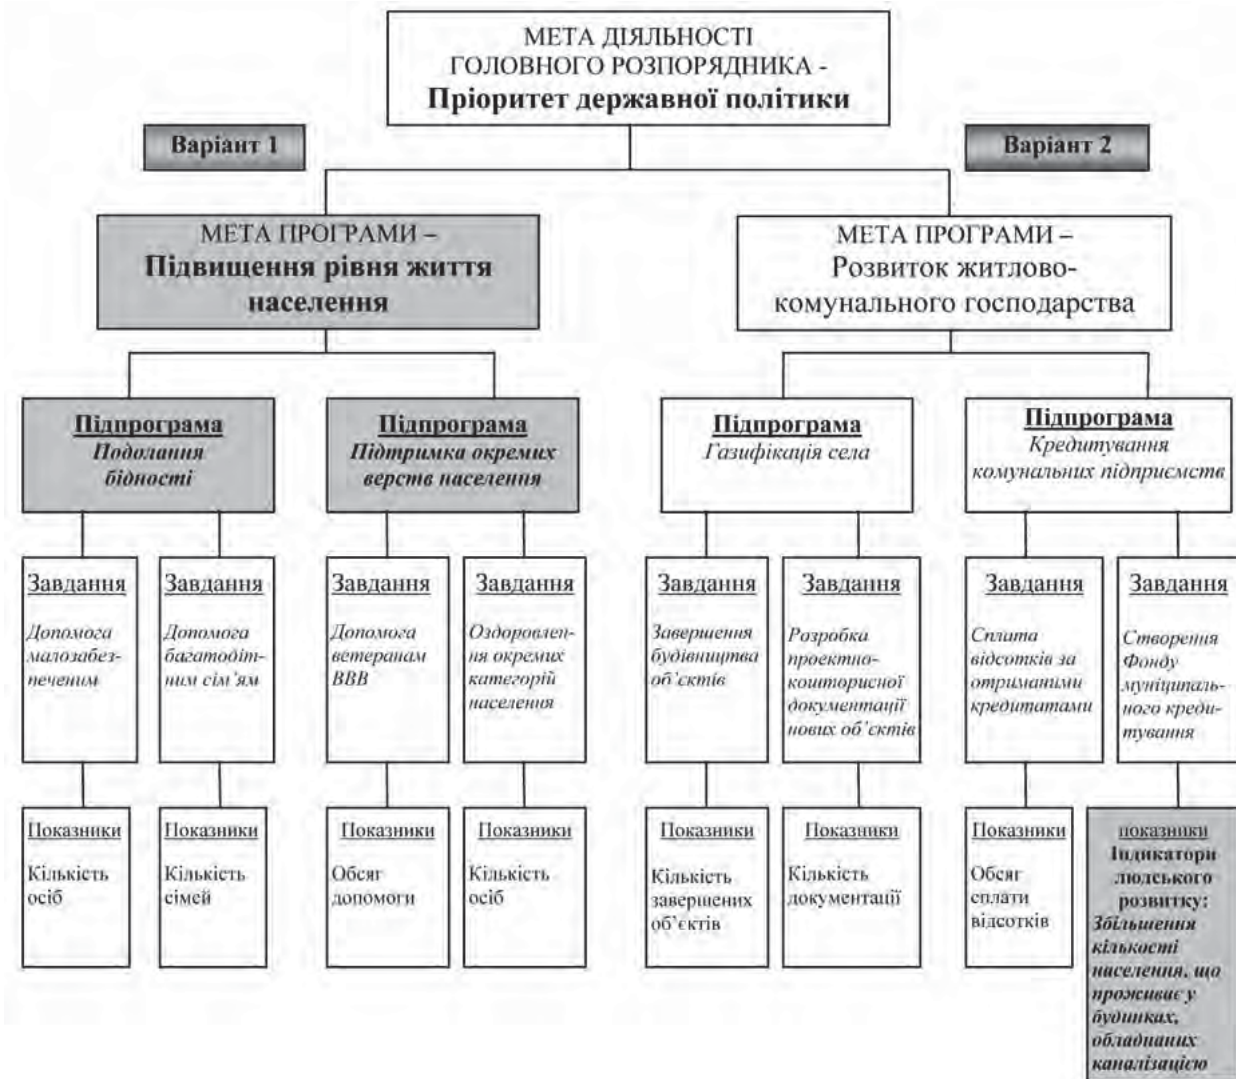 МЕТА ДІЯЛЬНОСТІ
ГОЛОВНОГО РОЗПОРЯДНИКА -
Пріоритет державної політики
Варіант 1
Варіант 2
МЕТА ПРОГРАМИ –
Підвищення рівня життя
населення
МЕТА ПРОГРАМИ –
Розвиток житлово-
комунального господарства
Підпрограма
Подолання
бідності
Підпрограма
Підтримка окремих
верств населення
Підпрограма
Газифікація села
Підпрограма
Кредитування
комунальних підприємств
Завдання
Допомога
малозабез-
печеним
Завдання
Допомога
багатодіт-
ним сім’ям
Завдання
Допомога
ветеранам
ВВВ
Завдання
Оздоровлен-
ня окремих
категорій
населення
Завдання
Завершення
будівництва
об’єктів
Завдання
Розробка
проектно-
кошторисної
документації
нових об’єктів
Завдання
Сплата
відсотків за
отриманими
кредитатами
Завдання
Створення
Фонду
муніципаль-
ного креди-
тування
Показники
Кількість
осіб
Показники
Кількість
сімей
Показники
Обсяг
допомоги
Показники
Кількість
осіб
Показники
Кількість
завершених
об’єктів
Показники
Кількість
документації
Показники
Обсяг
сплати
відсотків
показники
Індикатори
людського
розвитку:
Збільшення
кількості
населення, що
проживає у
будинках,
обладнаних
каналізацією